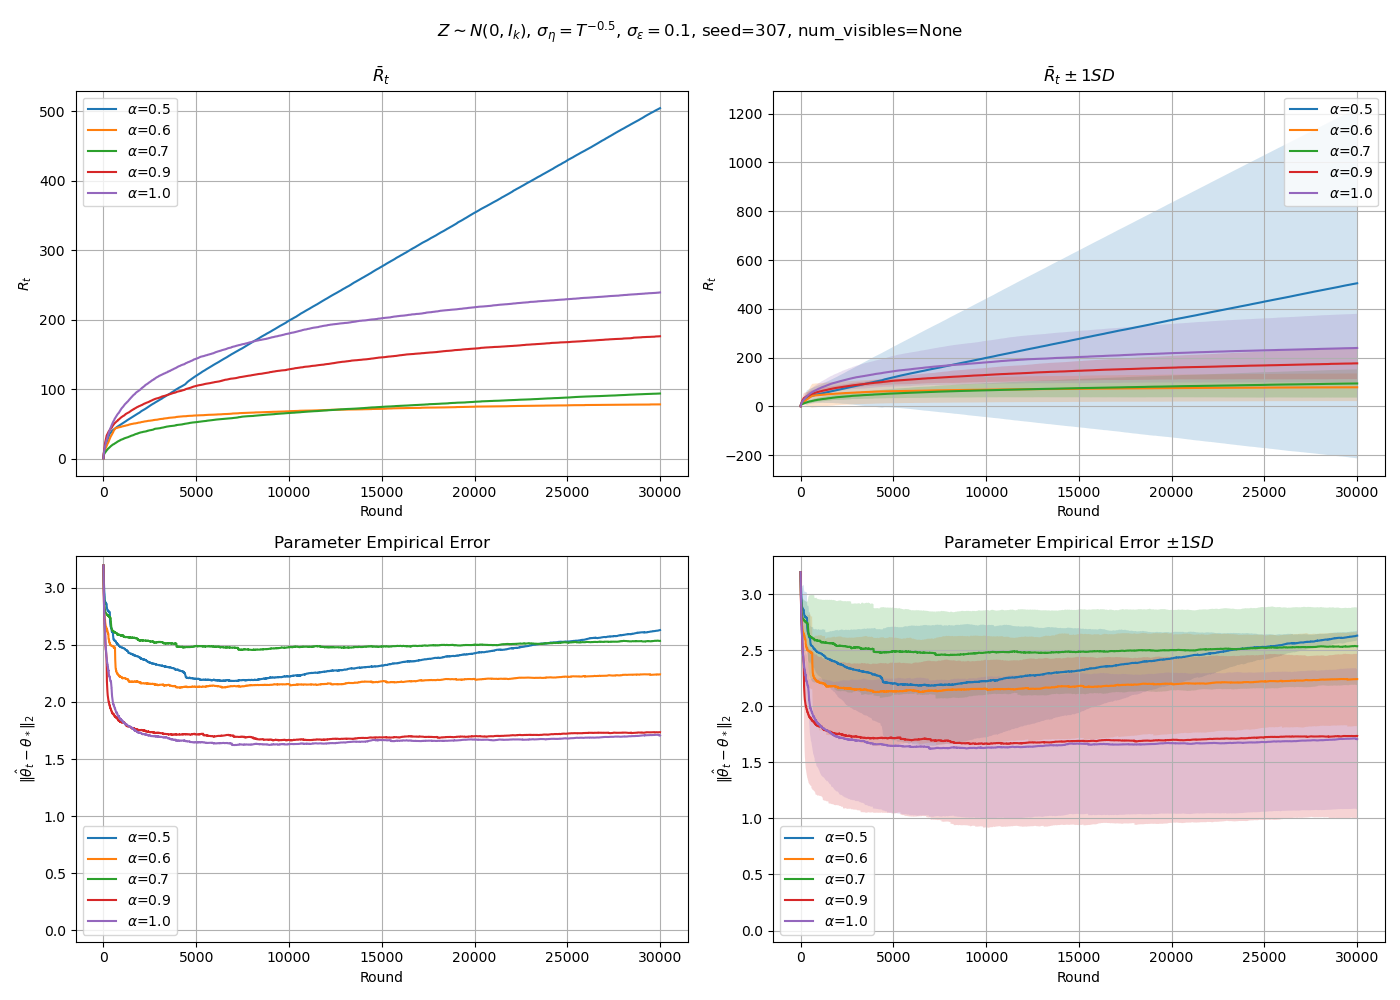 Z ~ N(0, I_k), σ_η = T^{-0.5}, σ_ε = 0.1, seed=307, num_visibles=None
R̄_t
R_t
500
400
300
200
100
0
α=0.5
α=0.6
α=0.7
α=0.9
α=1.0
0 5000 10000 15000 20000 25000 30000
Round
R̄_t ± 1SD
R_t
1200
1000
800
600
400
200
0
−200
α=0.5
α=0.6
α=0.7
α=0.9
α=1.0
0 5000 10000 15000 20000 25000 30000
Round
Parameter Empirical Error
‖θ̂_t − θ_*‖_2
3.0
2.5
2.0
1.5
1.0
0.5
0.0
α=0.5
α=0.6
α=0.7
α=0.9
α=1.0
0 5000 10000 15000 20000 25000 30000
Round
Parameter Empirical Error ±1SD
‖θ̂_t − θ_*‖_2
3.0
2.5
2.0
1.5
1.0
0.5
0.0
α=0.5
α=0.6
α=0.7
α=0.9
α=1.0
0 5000 10000 15000 20000 25000 30000
Round